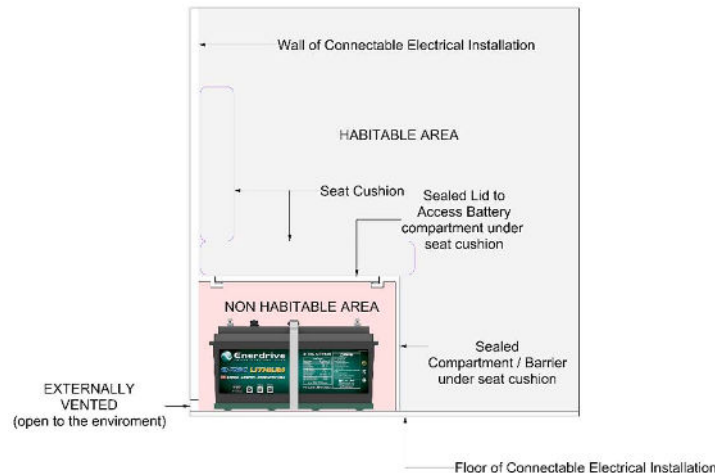 Wall of Connectable Electrical Installation
HABITABLE AREA
Seat Cushion
Sealed Lid to
Access Battery
compartment under
seat cushion
NON HABITABLE AREA
Enerdrive
LITHIUM
Sealed
Compartment / Barrier
under seat cushion
EXTERNALLY
VENTED
(open to the enviroment)
Floor of Connectable Electrical Installation